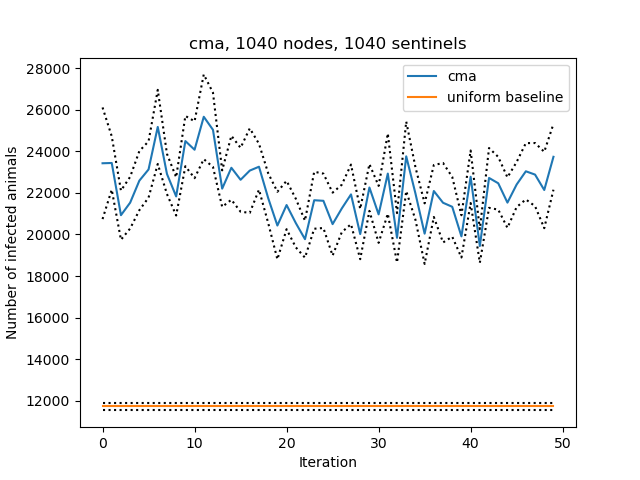 cma, 1040 nodes, 1040 sentinels
cma
uniform baseline
Number of infected animals
28000
26000
24000
22000
20000
18000
16000
14000
12000
0 10 20 30 40 50
Iteration